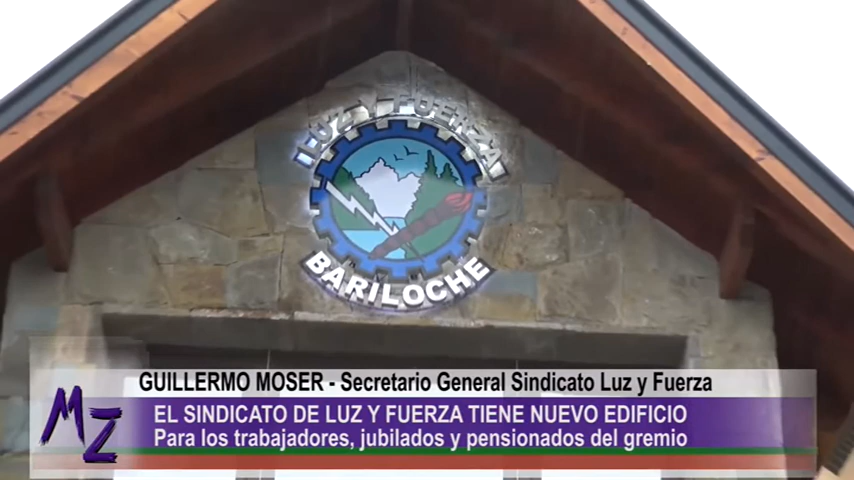 LUZ Y FUERZA
BARILOCHE
GUILLERMO MOSER - Secretario General Sindicato Luz y Fuerza
EL SINDICATO DE LUZ Y FUERZA TIENE NUEVO EDIFICIO
Para los trabajadores, jubilados y pensionados del gremio
MZ